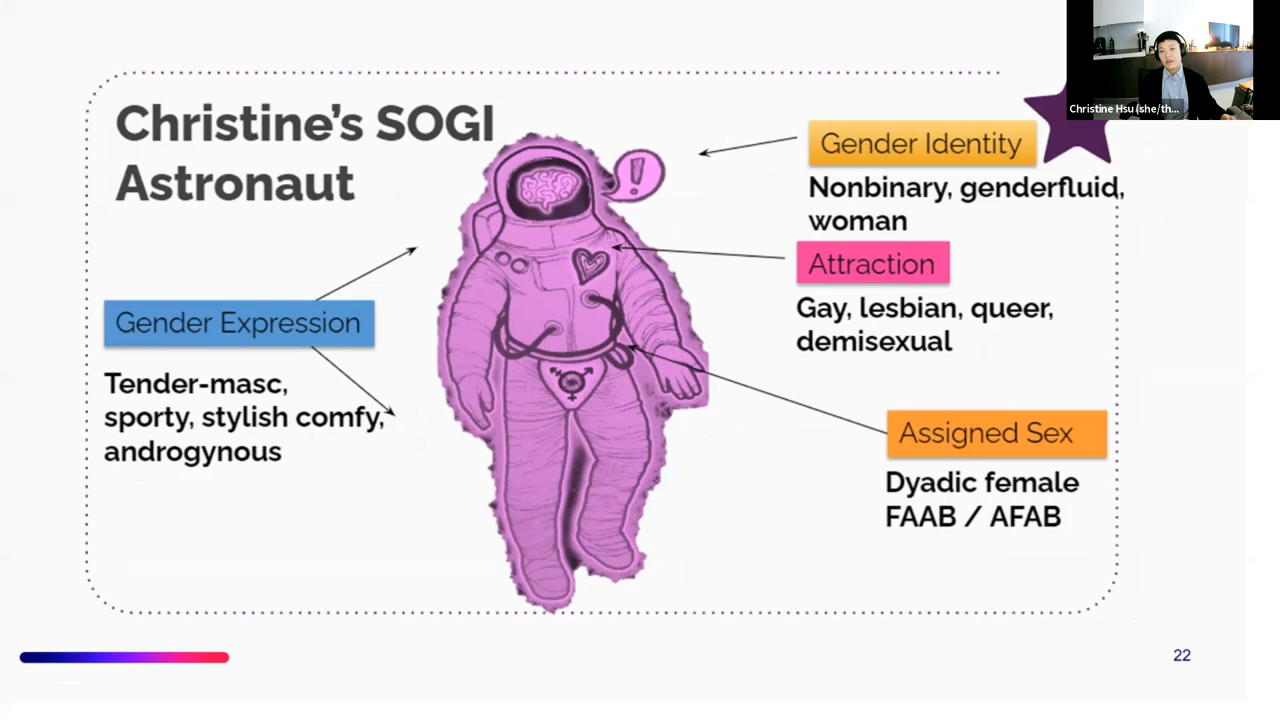 Christine's SOGI
Astronaut
!
Gender Identity
Nonbinary, genderfluid,
woman
Attraction
Gay, lesbian, queer,
demisexual
Gender Expression
Tender-masc,
sporty, stylish comfy,
androgynous
Assigned Sex
Dyadic female
FAAB / AFAB
22
Christine Hsu (she/th...